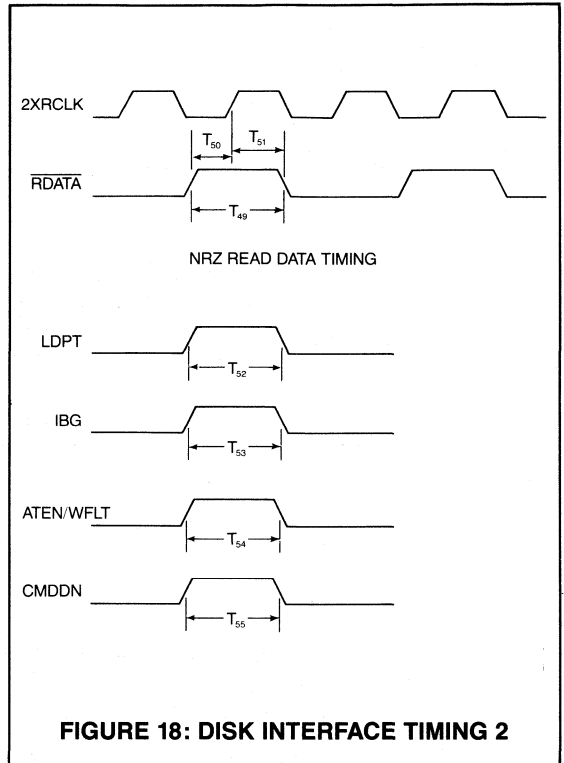 2XRCLK
T50 T51
RDATA
T49
NRZ READ DATA TIMING
LDPT
T52
IBG
T53
ATEN/WFLT
T54
CMDDN
T55
FIGURE 18: DISK INTERFACE TIMING 2